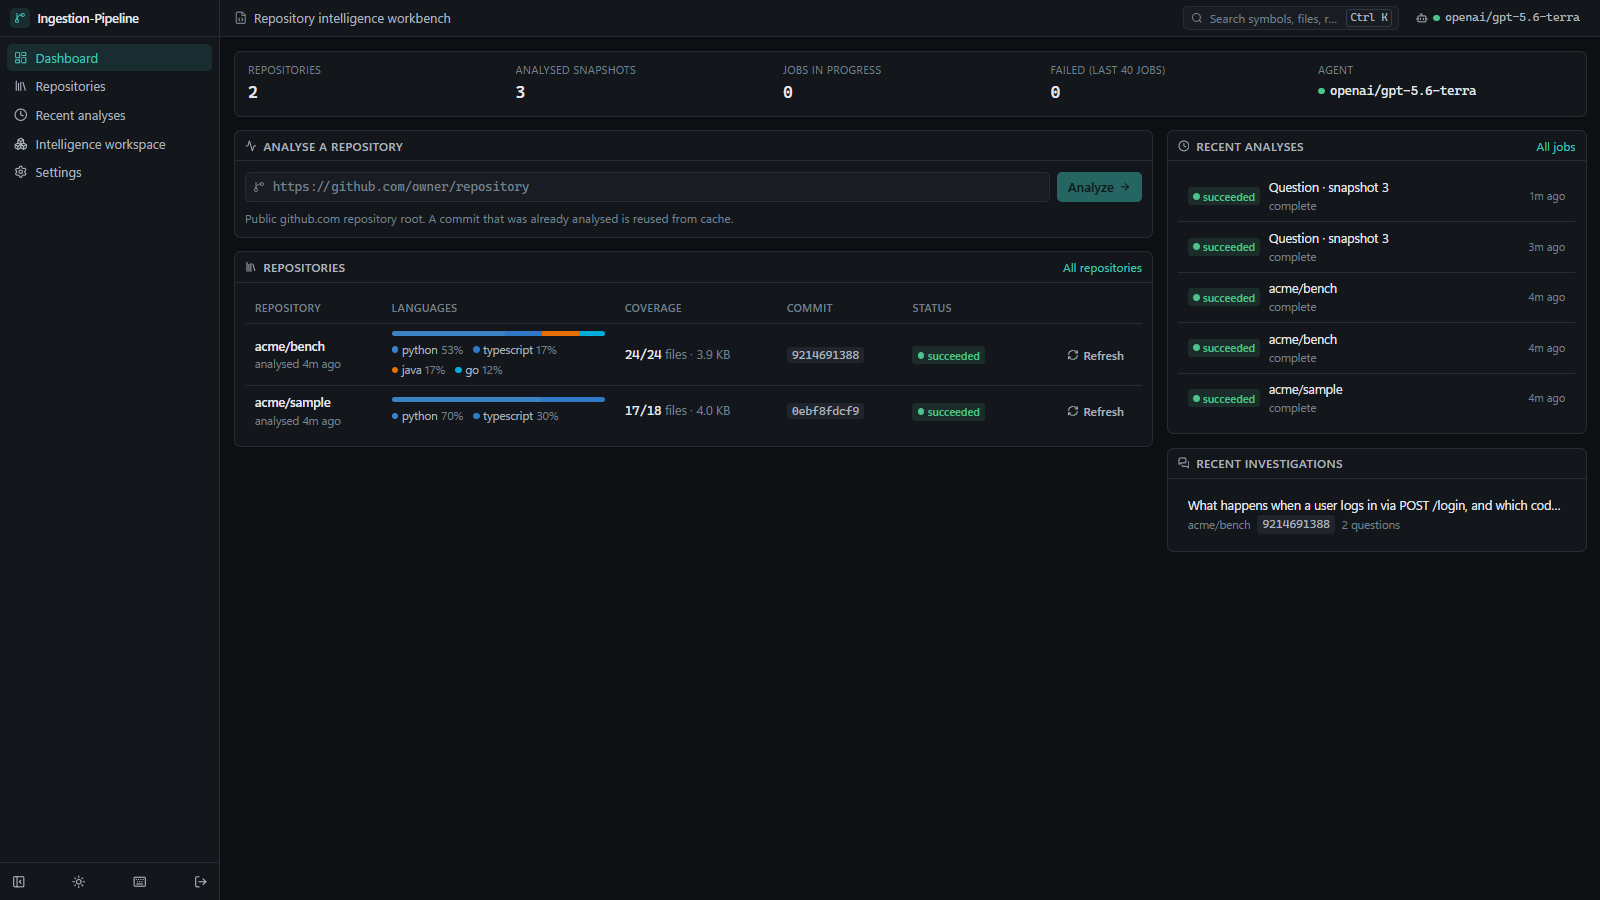 Ingestion-Pipeline
Repository intelligence workbench
Search symbols, files, r... Ctrl K
openai/gpt-5.6-terra
Dashboard
Repositories
Recent analyses
Intelligence workspace
Settings
REPOSITORIES
2
ANALYSED SNAPSHOTS
3
JOBS IN PROGRESS
0
FAILED (LAST 40 JOBS)
0
AGENT
openai/gpt-5.6-terra
ANALYSE A REPOSITORY
https://github.com/owner/repository
Analyze →
Public github.com repository root. A commit that was already analysed is reused from cache.
REPOSITORIES
All repositories
REPOSITORY LANGUAGES COVERAGE COMMIT STATUS
acme/bench
analysed 4m ago
python 53% typescript 17%
java 17% go 12%
24/24 files · 3.9 KB
9214691388
succeeded
Refresh
acme/sample
analysed 4m ago
python 70% typescript 30%
17/18 files · 4.0 KB
0ebf8fdcf9
succeeded
Refresh
RECENT ANALYSES
All jobs
succeeded
Question · snapshot 3
complete
1m ago
succeeded
Question · snapshot 3
complete
3m ago
succeeded
acme/bench
complete
4m ago
succeeded
acme/bench
complete
4m ago
succeeded
acme/sample
complete
4m ago
RECENT INVESTIGATIONS
What happens when a user logs in via POST /login, and which cod...
acme/bench 9214691388 2 questions